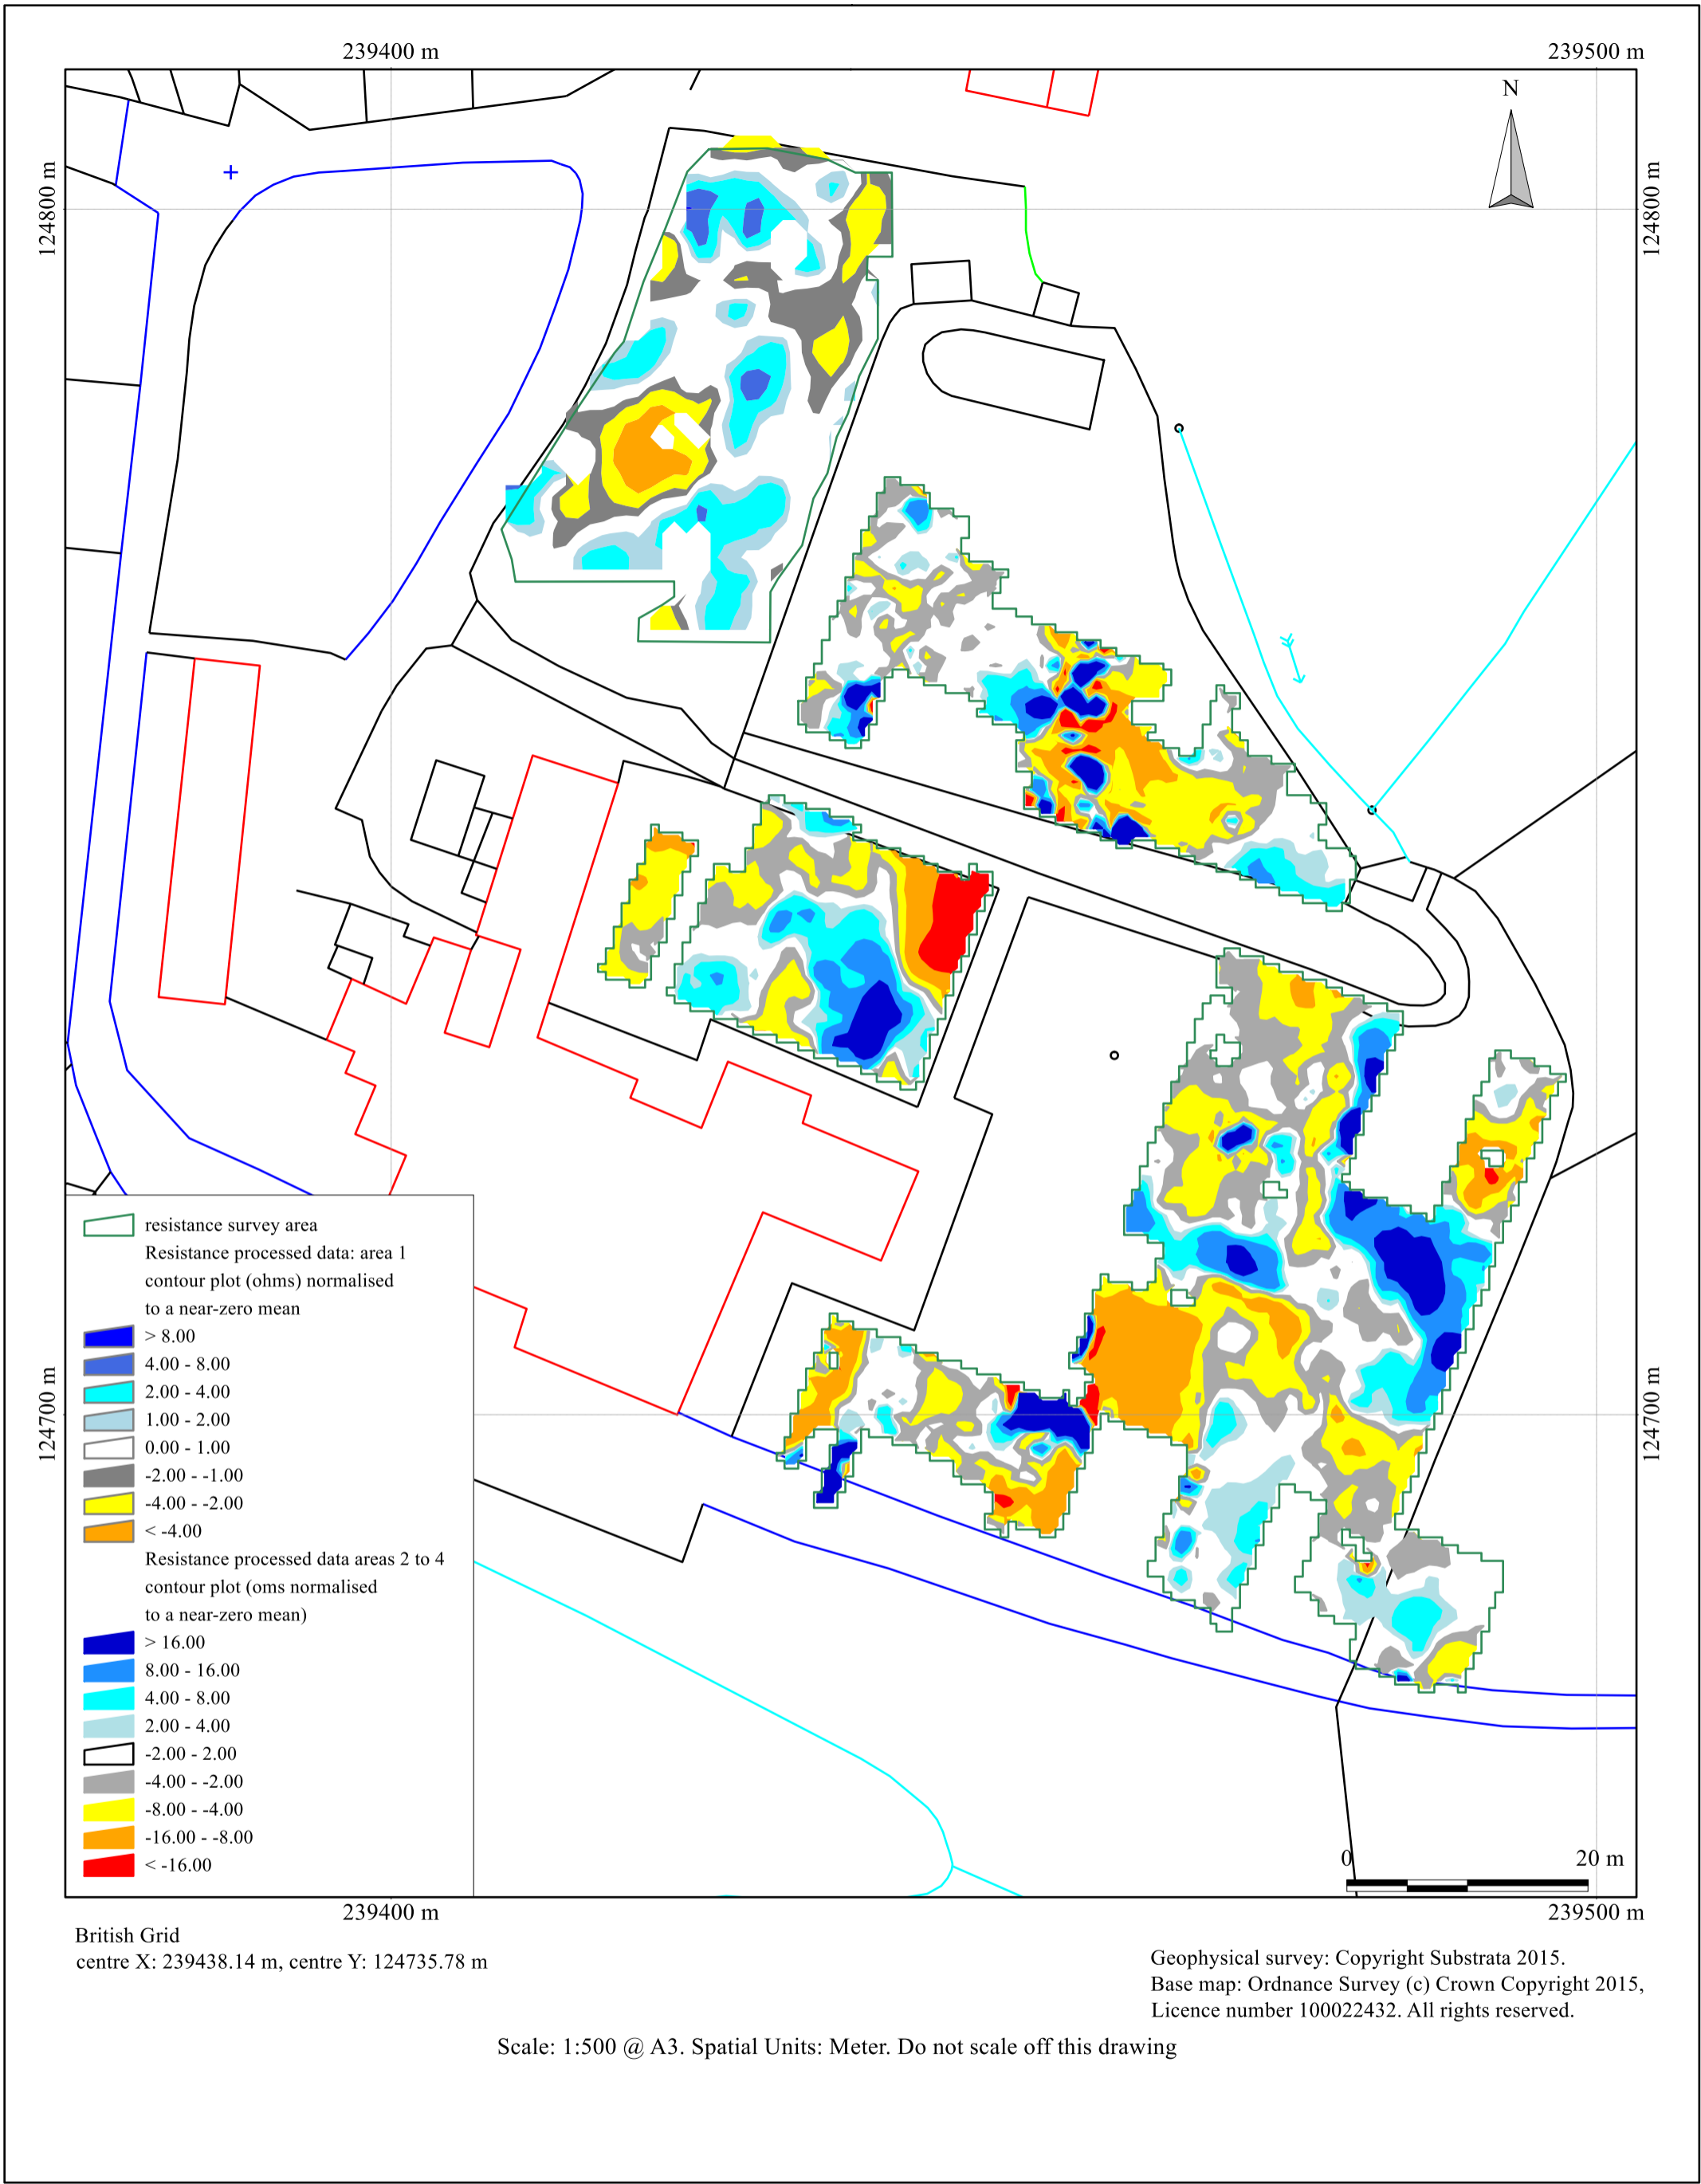 239400 m
239500 m
N
124800 m
124800 m
resistance survey area
Resistance processed data: area 1
contour plot (ohms) normalised
to a near-zero mean
> 8.00
4.00 - 8.00
2.00 - 4.00
1.00 - 2.00
0.00 - 1.00
-2.00 - -1.00
-4.00 - -2.00
< -4.00
Resistance processed data areas 2 to 4
contour plot (oms normalised
to a near-zero mean)
> 16.00
8.00 - 16.00
4.00 - 8.00
2.00 - 4.00
-2.00 - 2.00
-4.00 - -2.00
-8.00 - -4.00
-16.00 - -8.00
< -16.00
124700 m
124700 m
0
20 m
239400 m
239500 m
British Grid
centre X: 239438.14 m, centre Y: 124735.78 m
Geophysical survey: Copyright Substrata 2015.
Base map: Ordnance Survey (c) Crown Copyright 2015,
Licence number 100022432. All rights reserved.
Scale: 1:500 @ A3. Spatial Units: Meter. Do not scale off this drawing